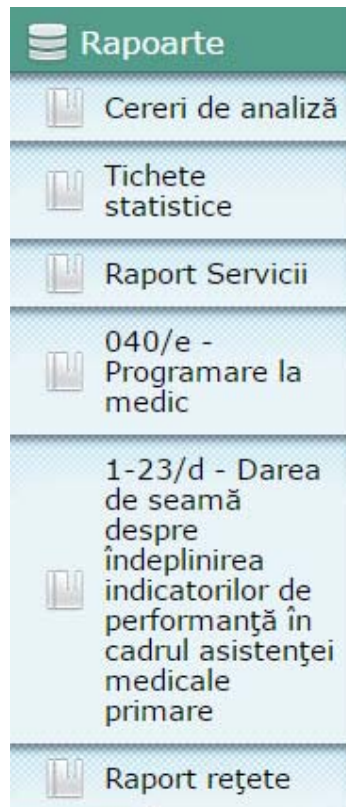 Rapoarte
Cereri de analiză
Tichete
statistice
Raport Servicii
040/e -
Programare la
medic
1-23/d - Darea
de seamă
despre
îndeplinirea
indicatorilor de
performanţă în
cadrul asistenţei
medicale
primare
Raport reţete